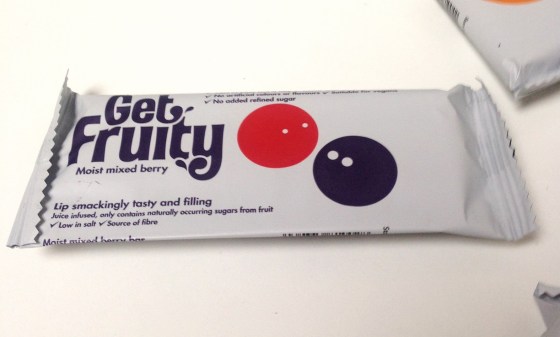 ✓ No artificial colours or flavours ✓ Suitable for vegans
✓ No added refined sugar
Get
Fruity
Moist mixed berry
Lip smackingly tasty and filling
Juice infused, only contains naturally occurring sugars from fruit
✓ Low in salt ✓ Source of fibre
Moist mixed berry bar